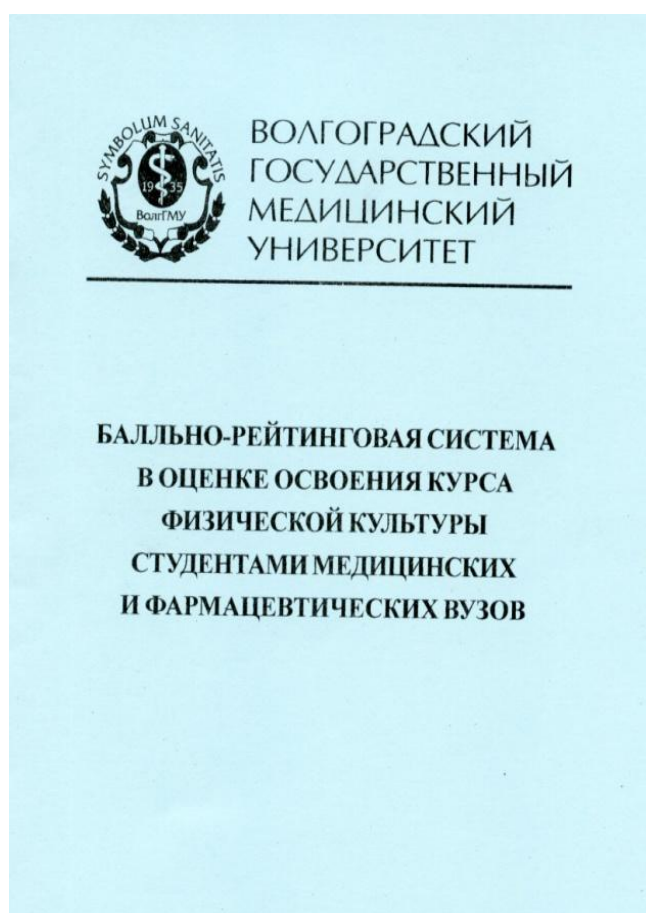 SYMBOLUM SANITATIS
19 35
ВолгГМУ
ВОЛГОГРАДСКИЙ
ГОСУДАРСТВЕННЫЙ
МЕДИЦИНСКИЙ
УНИВЕРСИТЕТ
БАЛЛЬНО-РЕЙТИНГОВАЯ СИСТЕМА
В ОЦЕНКЕ ОСВОЕНИЯ КУРСА
ФИЗИЧЕСКОЙ КУЛЬТУРЫ
СТУДЕНТАМИ МЕДИЦИНСКИХ
И ФАРМАЦЕВТИЧЕСКИХ ВУЗОВ